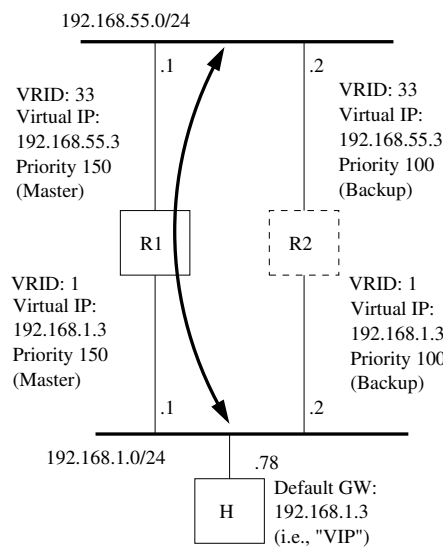 192.168.55.0/24
.1
.2
VRID: 33
Virtual IP:
192.168.55.3
Priority 150
(Master)
VRID: 33
Virtual IP:
192.168.55.3
Priority 100
(Backup)
R1
R2
VRID: 1
Virtual IP:
192.168.1.3
Priority 150
(Master)
VRID: 1
Virtual IP:
192.168.1.3
Priority 100
(Backup)
.1
.2
192.168.1.0/24
.78
H
Default GW:
192.168.1.3
(i.e., "VIP")